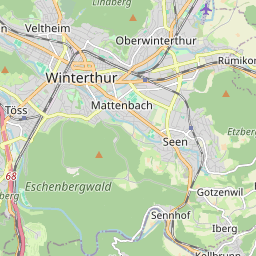 Lindberg
Veltheim
Oberwinterthur
Rümikon
Winterthur
Mattenbach
Töss
Etzberg
Seen
68
Eschenbergwald
Gotzenwil
Sennhof
Iberg
Kollbrunn